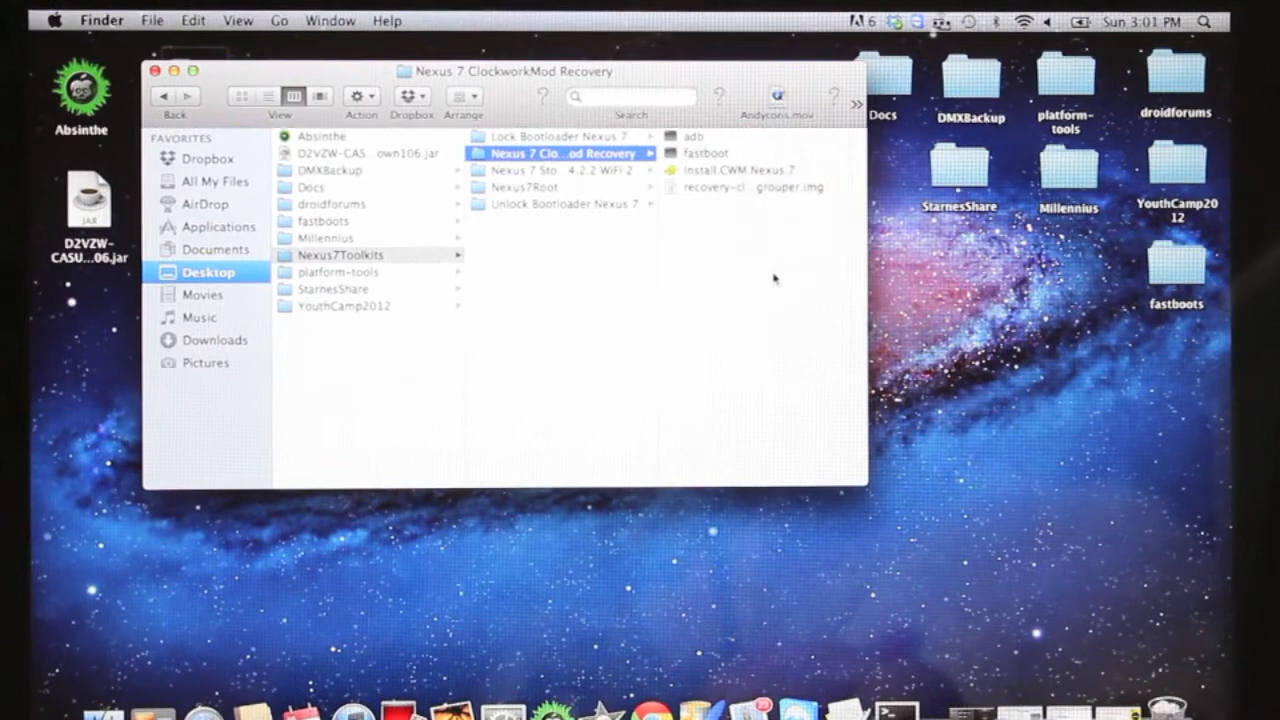 Finder File Edit View Go Window Help
6 Sun 3:01 PM
Nexus 7 ClockworkMod Recovery
Back View Action Dropbox Arrange Search Andycons.mov
FAVORITES
Dropbox
All My Files
AirDrop
Applications
Documents
Desktop
Movies
Music
Downloads
Pictures
Absinthe
D2VZW-CAS...own106.jar
DMXBackup
Docs
droidforums
fastboots
Millennius
Nexus7Toolkits
platform-tools
StarnesShare
YouthCamp2012
Lock Bootloader Nexus 7
Nexus 7 Clo...od Recovery
Nexus 7 Sto... 4.2.2 WiFi 2
Nexus7Root
Unlock Bootloader Nexus 7
adb
fastboot
Install.CWM.Nexus.7
recovery-cl...grouper.img
Absinthe
JAR
D2VZW-
CASU...06.jar
Docs
DMXBackup
platform-
tools
droidforums
StarnesShare
Millennius
YouthCamp20
12
fastboots